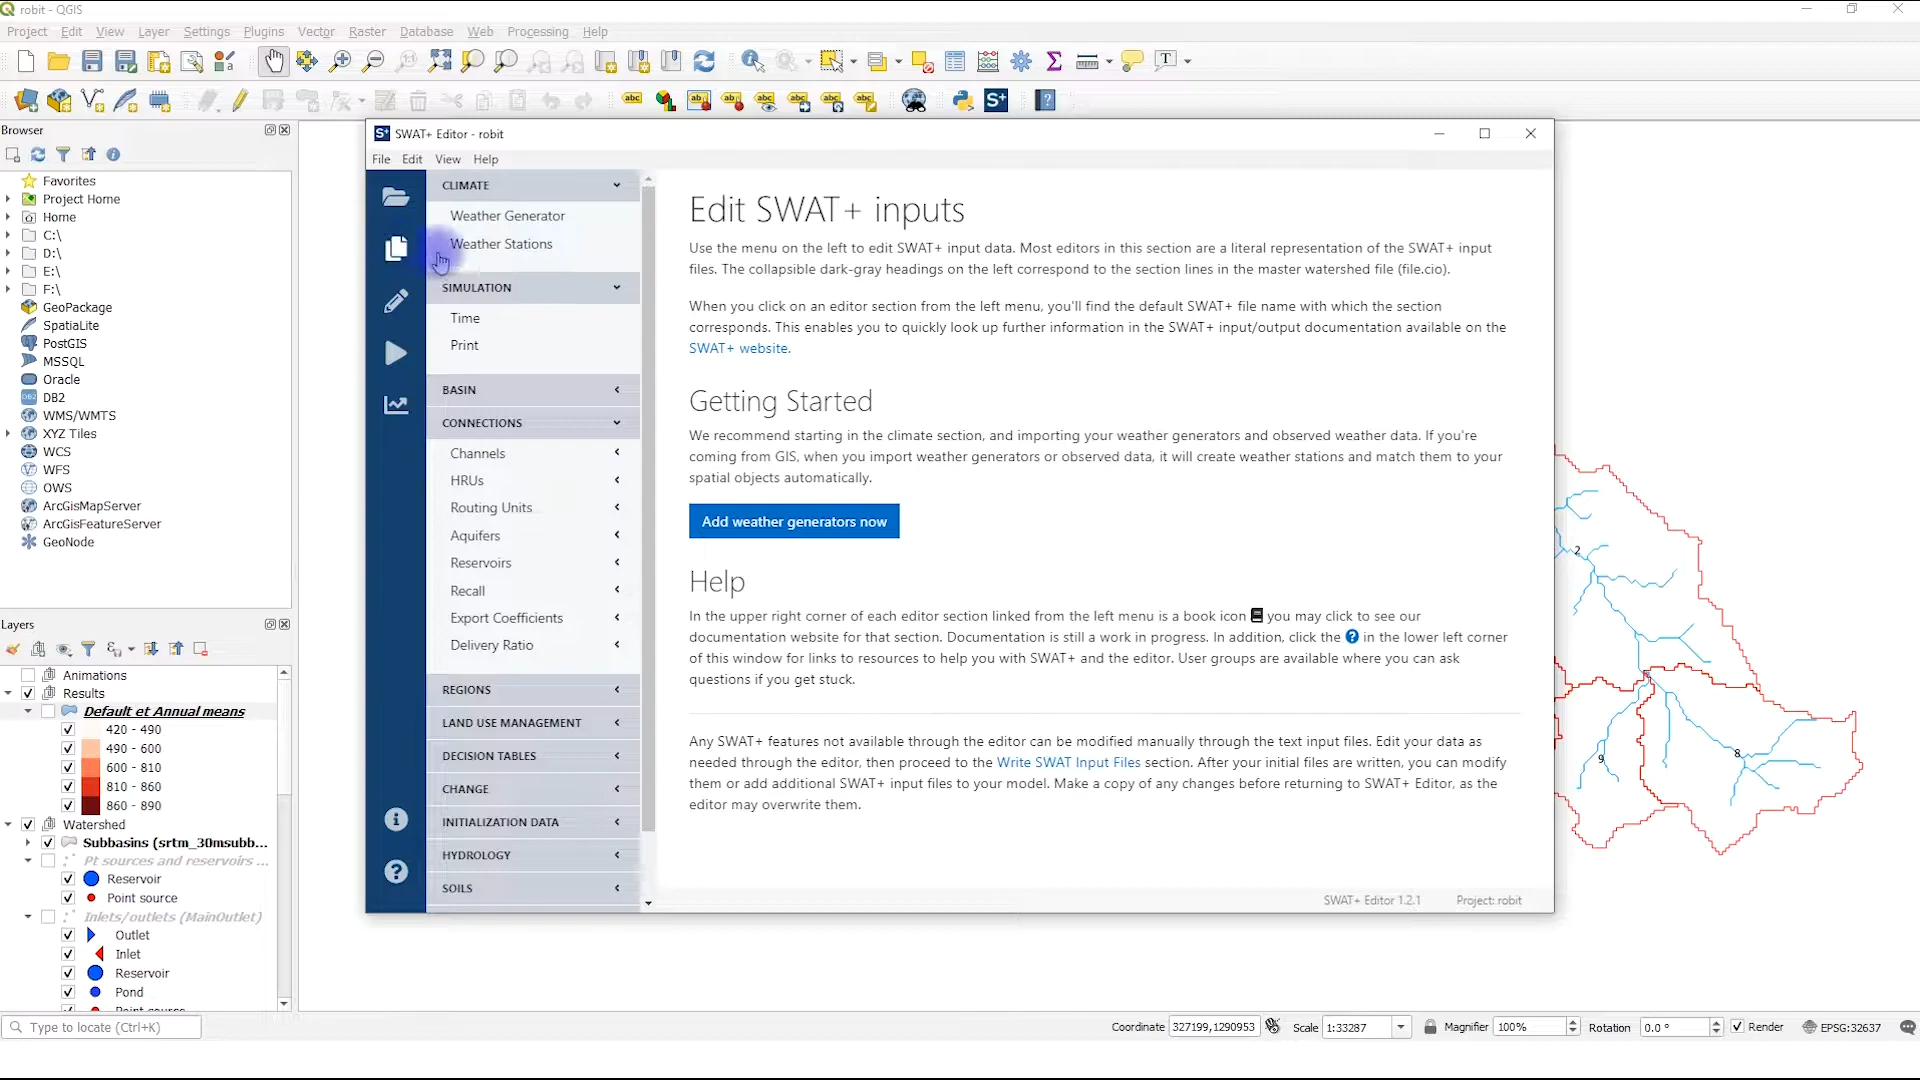 robit - QGIS
Project Edit View Layer Settings Plugins Vector Raster Database Web Processing Help
Browser
Favorites
Project Home
Home
C:\
D:\
E:\
F:\
GeoPackage
SpatiaLite
PostGIS
MSSQL
Oracle
DB2
WMS/WMTS
XYZ Tiles
WCS
WFS
OWS
ArcGisMapServer
ArcGisFeatureServer
GeoNode
Layers
Animations
Results
Default et Annual means
420 - 490
490 - 600
600 - 810
810 - 860
860 - 890
Watershed
Subbasins (srtm_30msubb...
Pt sources and reservoirs ...
Reservoir
Point source
Inlets/outlets (MainOutlet)
Outlet
Inlet
Reservoir
Pond
Point source
SWAT+ Editor - robit
File Edit View Help
CLIMATE
Weather Generator
Weather Stations
SIMULATION
Time
Print
BASIN
CONNECTIONS
Channels
HRUs
Routing Units
Aquifers
Reservoirs
Recall
Export Coefficients
Delivery Ratio
REGIONS
LAND USE MANAGEMENT
DECISION TABLES
CHANGE
INITIALIZATION DATA
HYDROLOGY
SOILS
Edit SWAT+ inputs
Use the menu on the left to edit SWAT+ input data. Most editors in this section are a literal representation of the SWAT+ input
files. The collapsible dark-gray headings on the left correspond to the section lines in the master watershed file (file.cio).
When you click on an editor section from the left menu, you'll find the default SWAT+ file name with which the section
corresponds. This enables you to quickly look up further information in the SWAT+ input/output documentation available on the
SWAT+ website.
Getting Started
We recommend starting in the climate section, and importing your weather generators and observed weather data. If you're
coming from GIS, when you import weather generators or observed data, it will create weather stations and match them to your
spatial objects automatically.
Add weather generators now
Help
In the upper right corner of each editor section linked from the left menu is a book icon you may click to see our
documentation website for that section. Documentation is still a work in progress. In addition, click the ? in the lower left corner
of this window for links to resources to help you with SWAT+ and the editor. User groups are available where you can ask
questions if you get stuck.
Any SWAT+ features not available through the editor can be modified manually through the text input files. Edit your data as
needed through the editor, then proceed to the Write SWAT Input Files section. After your initial files are written, you can modify
them or add additional SWAT+ input files to your model. Make a copy of any changes before returning to SWAT+ Editor, as the
editor may overwrite them.
SWAT+ Editor 1.2.1 Project: robit
2
9
8
Type to locate (Ctrl+K)
Coordinate 327199,1290953 Scale 1:33287 Magnifier 100% Rotation 0.0 ° Render EPSG:32637